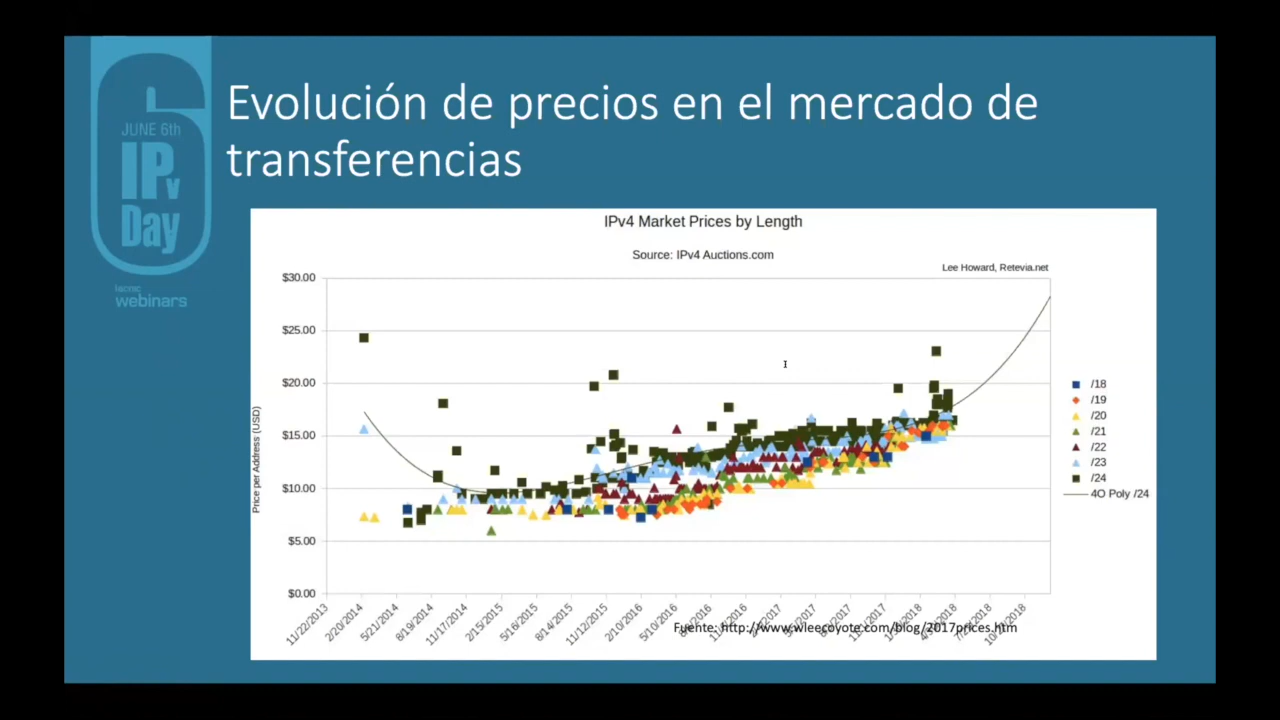 JUNE 6th
IPv
Day
lacnic
webinars
Evolución de precios en el mercado de
transferencias
IPv4 Market Prices by Length
Source: IPv4 Auctions.com
Lee Howard, Retevia.net
Price per Address (USD)
$30.00
$25.00
$20.00
$15.00
$10.00
$5.00
$0.00
11/22/2013
2/20/2014
5/21/2014
8/19/2014
11/17/2014
2/15/2015
5/16/2015
8/14/2015
11/12/2015
2/10/2016
5/10/2016
/18
/19
/20
/21
/22
/23
/24
4O Poly /24
Fuente: http://www.wleecoyote.com/blog/2017prices.htm